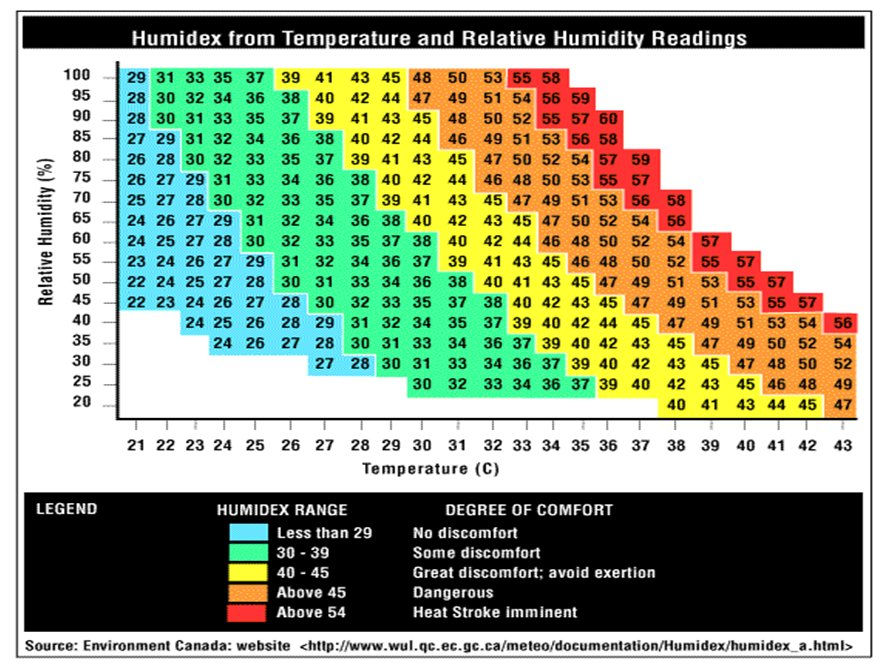 Humidex from Temperature and Relative Humidity Readings
Relative Humidity (%)
100 29 31 33 35 37 39 41 43 45 48 50 53 55 58
95 28 30 32 34 36 38 40 42 44 47 49 51 54 56 59
90 28 30 31 33 35 37 39 41 43 45 48 50 52 55 57 60
85 27 29 31 32 34 36 38 40 42 44 46 49 51 53 56 58
80 26 28 30 32 33 35 37 39 41 43 45 47 50 52 54 57 59
75 26 27 29 31 33 34 36 38 40 42 44 46 48 50 53 55 57
70 25 27 28 30 32 33 35 37 39 41 43 45 47 49 51 53 56 58
65 24 26 27 29 31 32 34 36 38 40 42 43 45 47 50 52 54 56
60 24 25 27 28 30 32 33 35 37 38 40 42 44 46 48 50 52 54 57
55 23 24 26 27 29 31 32 34 36 37 39 41 43 45 46 48 50 52 55 57
50 22 24 25 27 28 30 31 33 34 36 38 40 41 43 45 47 49 51 53 55 57
45 22 23 24 26 27 28 30 32 33 35 37 38 40 42 43 45 47 49 51 53 55 57
40 24 25 26 28 29 31 32 34 35 37 39 40 42 44 45 47 49 51 53 54 56
35 24 26 27 28 30 31 33 34 36 37 39 40 42 43 45 47 49 50 52 54
30 27 28 30 31 33 34 36 37 39 40 42 43 45 47 48 50 52
25 30 32 33 34 36 37 39 40 42 43 45 46 48 49
20 40 41 43 44 45 47
21 22 23 24 25 26 27 28 29 30 31 32 33 34 35 36 37 38 39 40 41 42 43
Temperature (C)
LEGEND HUMIDEX RANGE DEGREE OF COMFORT
Less than 29 No discomfort
30 - 39 Some discomfort
40 - 45 Great discomfort; avoid exertion
Above 45 Dangerous
Above 54 Heat Stroke imminent
Source: Environment Canada: website <http://www.wul.qc.ec.gc.ca/meteo/documentation/Humidex/humidex_a.html>